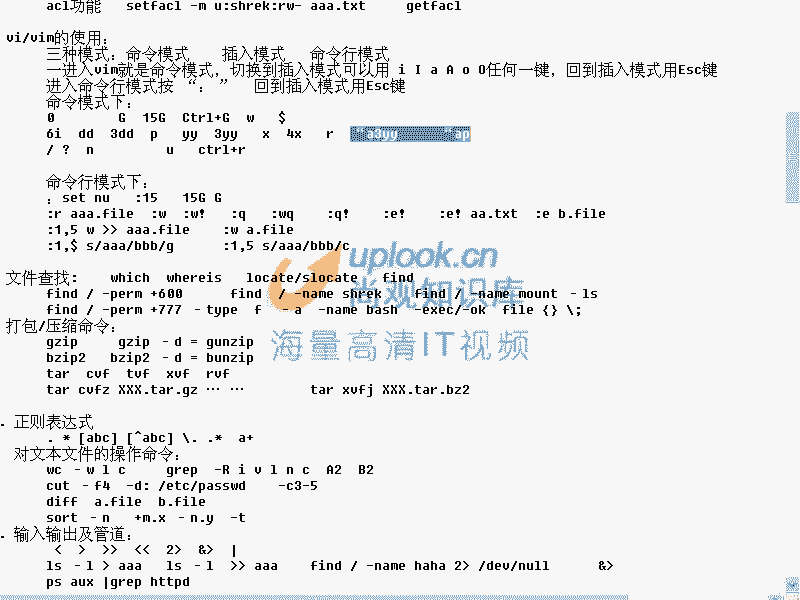 acl功能 setfacl -m u:shrek:rw- aaa.txt getfacl
vi/vim的使用:
三种模式: 命令模式 插入模式 命令行模式
一进入vim就是命令模式, 切换到插入模式可以用 i I a A o O任何一键, 回到插入模式用Esc键
进入命令行模式按 “: ” 回到插入模式用Esc键
命令模式下:
0 G 15G Ctrl+G w $
6i dd 3dd p yy 3yy x 4x r "a3yy "ap
/ ? n u ctrl+r
命令行模式下:
: set nu :15 15G G
:r aaa.file :w :w! :q :wq :q! :e! :e! aa.txt :e b.file
:1,5 w >> aaa.file :w a.file
:1,$ s/aaa/bbb/g :1,5 s/aaa/bbb/c
uplook.cn
尚观知识库
海量高清IT视频
文件查找: which whereis locate/slocate find
find / -perm +600 find / -name shrek find / -name mount -ls
find / -perm +777 -type f -a -name bash -exec/-ok file {} \;
打包/压缩命令:
gzip gzip -d = gunzip
bzip2 bzip2 -d = bunzip
tar cvf tvf xvf rvf
tar cvfz XXX.tar.gz … … tar xvfj XXX.tar.bz2
. 正则表达式
. * [abc] [^abc] \. .* a+
对文本文件的操作命令:
wc -w l c grep -R i v l n c A2 B2
cut -f4 -d: /etc/passwd -c3-5
diff a.file b.file
sort -n +m.x -n.y -t
. 输入输出及管道:
< > >> << 2> &> |
ls -l > aaa ls -l >> aaa find / -name haha 2> /dev/null &>
ps aux |grep httpd